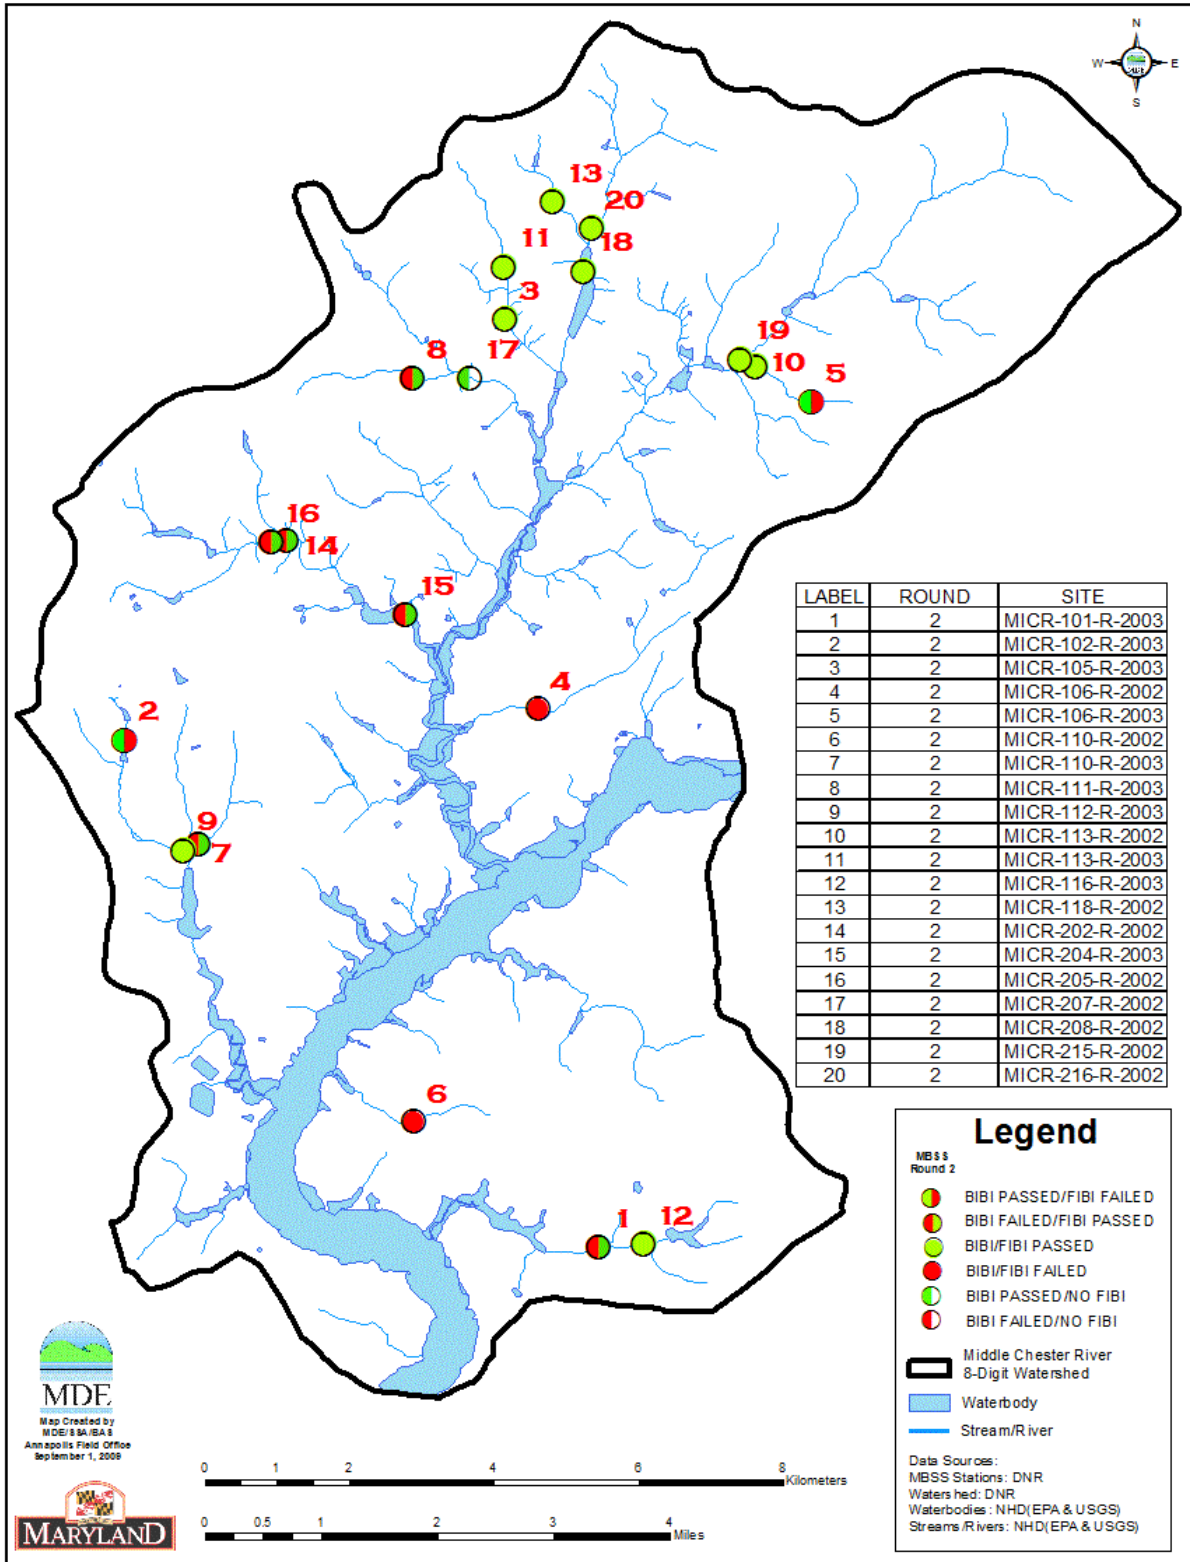 N
W
E
S
MDE
13
20
11
18
3
19
8
17
10
5
16
14
15
4
2
9
7
6
1
12
LABEL ROUND SITE
1 2 MICR-101-R-2003
2 2 MICR-102-R-2003
3 2 MICR-105-R-2003
4 2 MICR-106-R-2002
5 2 MICR-106-R-2003
6 2 MICR-110-R-2002
7 2 MICR-110-R-2003
8 2 MICR-111-R-2003
9 2 MICR-112-R-2003
10 2 MICR-113-R-2002
11 2 MICR-113-R-2003
12 2 MICR-116-R-2003
13 2 MICR-118-R-2002
14 2 MICR-202-R-2002
15 2 MICR-204-R-2003
16 2 MICR-205-R-2002
17 2 MICR-207-R-2002
18 2 MICR-208-R-2002
19 2 MICR-215-R-2002
20 2 MICR-216-R-2002
Legend
MBSS
Round 2
BIBI PASSED/FIBI FAILED
BIBI FAILED/FIBI PASSED
BIBI/FIBI PASSED
BIBI/FIBI FAILED
BIBI PASSED/NO FIBI
BIBI FAILED/NO FIBI
Middle Chester River
8-Digit Watershed
Waterbody
Stream/River
Data Sources:
MBSS Stations: DNR
Watershed: DNR
Waterbodies: NHD(EPA & USGS)
Streams/Rivers: NHD(EPA & USGS)
MDE
Map Created by
MDE/SSA/BAS
Annapolis Field Office
September 1, 2009
MARYLAND
0 1 2 4 6 8
Kilometers
0 0.5 1 2 3 4
Miles